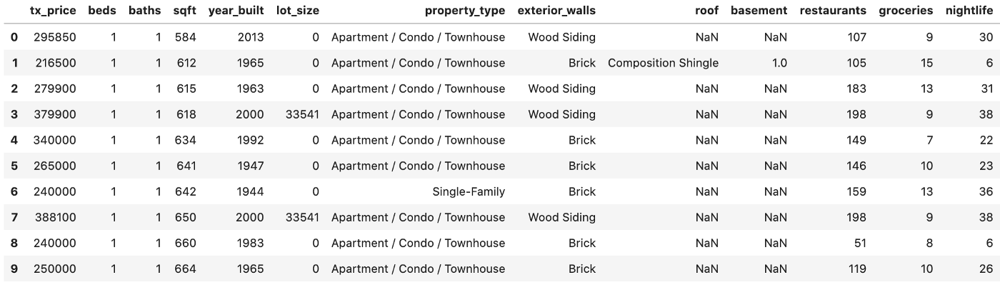 tx_price beds baths sqft year_built lot_size property_type exterior_walls roof basement restaurants groceries nightlife
0 295850 1 1 584 2013 0 Apartment / Condo / Townhouse Wood Siding NaN NaN 107 9 30
1 216500 1 1 612 1965 0 Apartment / Condo / Townhouse Brick Composition Shingle 1.0 105 15 6
2 279900 1 1 615 1963 0 Apartment / Condo / Townhouse Wood Siding NaN NaN 183 13 31
3 379900 1 1 618 2000 33541 Apartment / Condo / Townhouse Wood Siding NaN NaN 198 9 38
4 340000 1 1 634 1992 0 Apartment / Condo / Townhouse Brick NaN NaN 149 7 22
5 265000 1 1 641 1947 0 Apartment / Condo / Townhouse Brick NaN NaN 146 10 23
6 240000 1 1 642 1944 0 Single-Family Brick NaN NaN 159 13 36
7 388100 1 1 650 2000 33541 Apartment / Condo / Townhouse Wood Siding NaN NaN 198 9 38
8 240000 1 1 660 1983 0 Apartment / Condo / Townhouse Brick NaN NaN 51 8 6
9 250000 1 1 664 1965 0 Apartment / Condo / Townhouse Brick NaN NaN 119 10 26